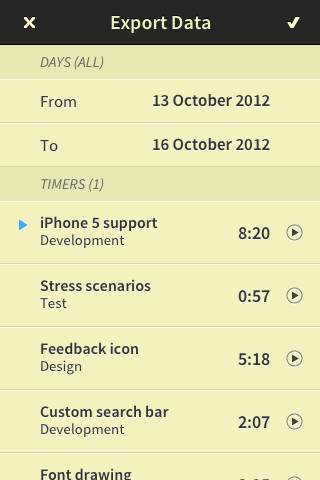 Export Data
DAYS (ALL)
From 13 October 2012
To 16 October 2012
TIMERS (1)
iPhone 5 support
Development
8:20
Stress scenarios
Test
0:57
Feedback icon
Design
5:18
Custom search bar
Development
2:07
Font drawing